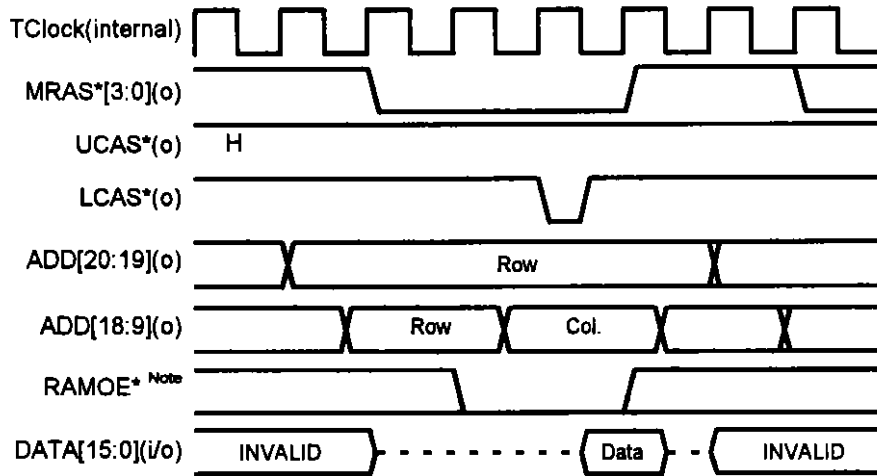 TClock(internal)
MRAS*[3:0](o)
UCAS*(o) H
LCAS*(o)
ADD[20:19](o) Row
ADD[18:9](o) Row Col.
RAMOE* Note
DATA[15:0](i/o) INVALID Data INVALID